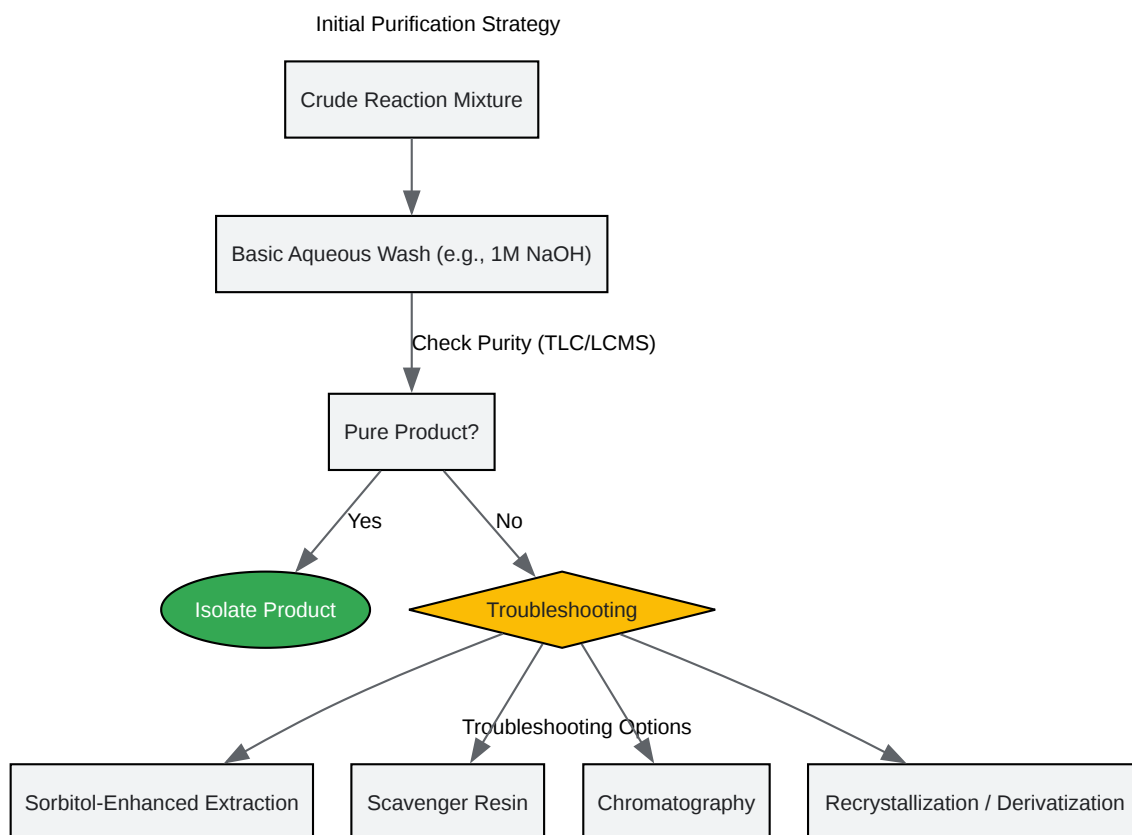 Initial Purification Strategy
Crude Reaction Mixture
Basic Aqueous Wash (e.g., 1M NaOH)
Check Purity (TLC/LCMS)
Pure Product?
Yes
No
Isolate Product
Troubleshooting
Troubleshooting Options
Sorbitol-Enhanced Extraction
Scavenger Resin
Chromatography
Recrystallization / Derivatization